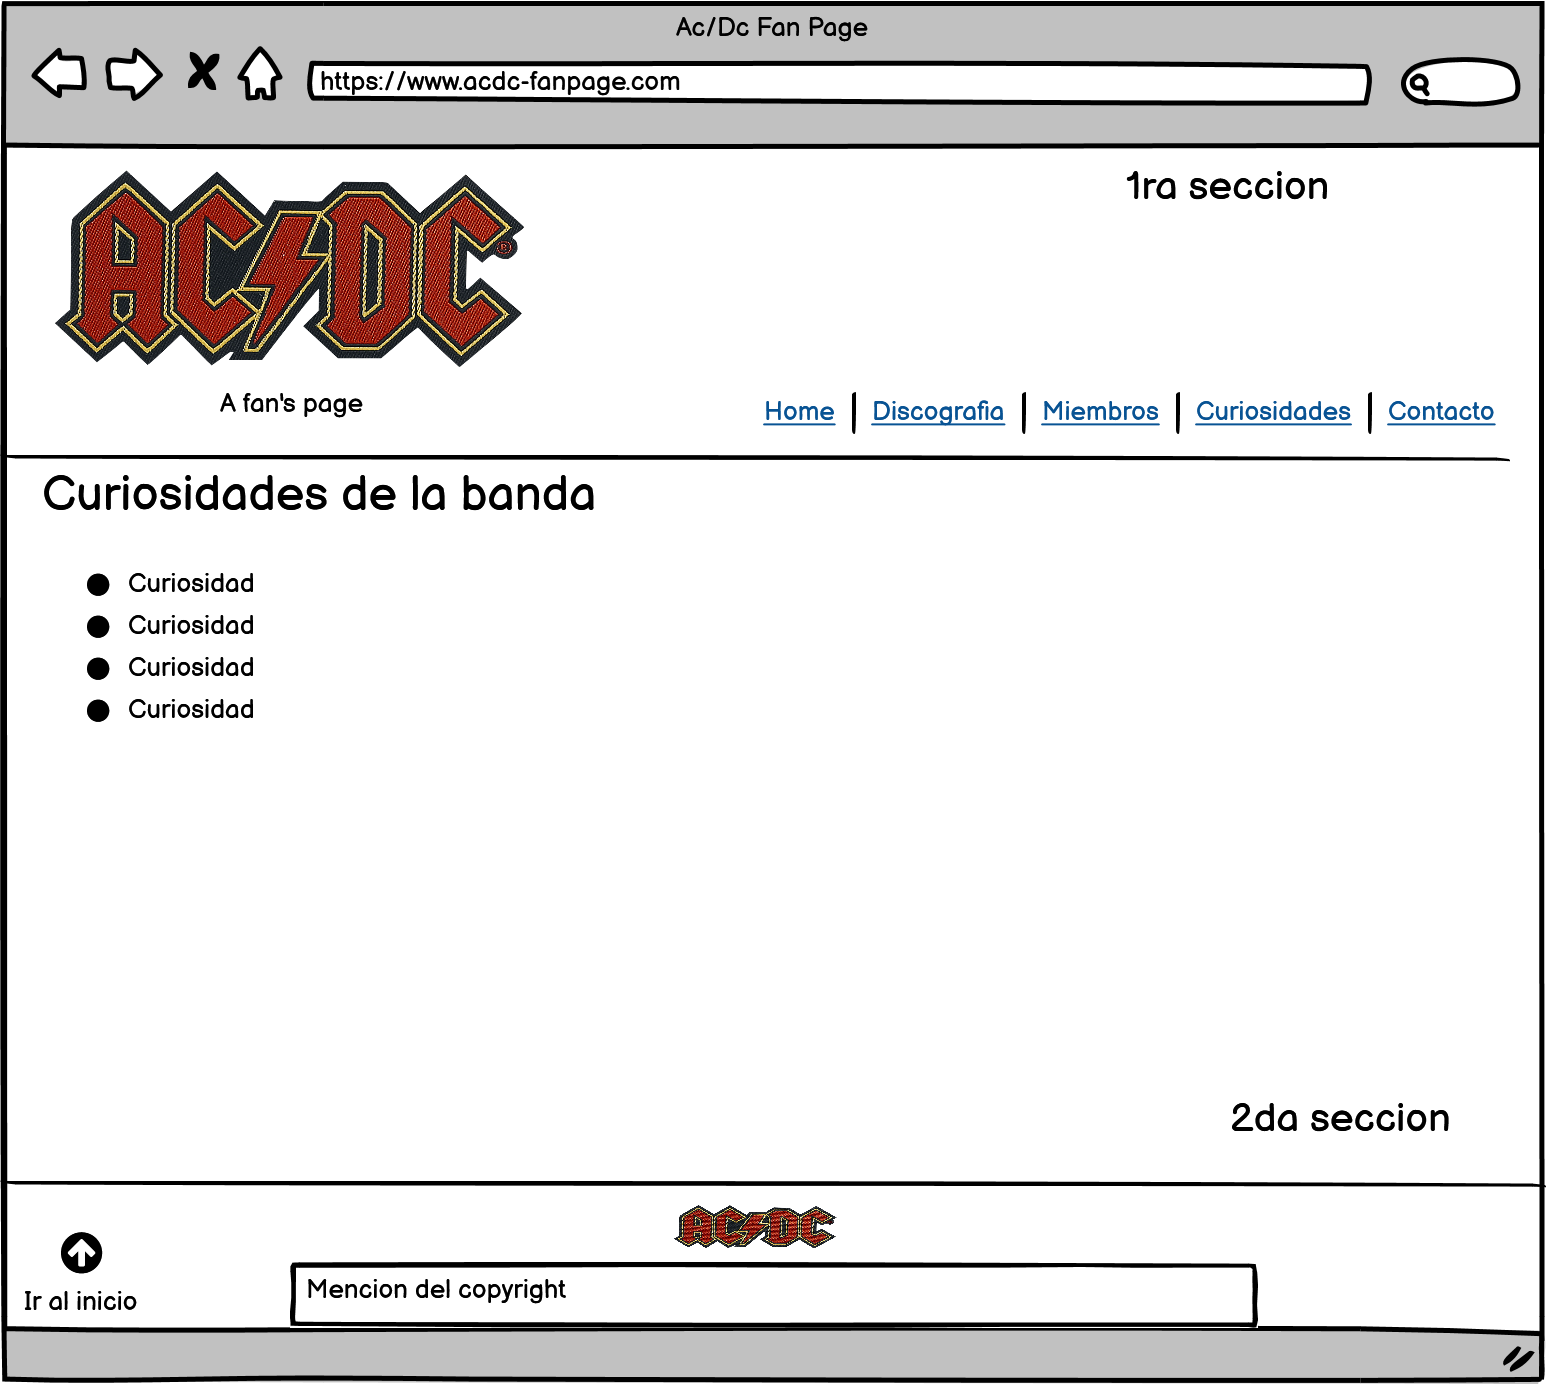 Ac/Dc Fan Page
https://www.acdc-fanpage.com
1ra seccion
AC DC ®
A fan's page
Home Discografia Miembros Curiosidades Contacto
Curiosidades de la banda
Curiosidad
Curiosidad
Curiosidad
Curiosidad
2da seccion
AC DC
Ir al inicio
Mencion del copyright